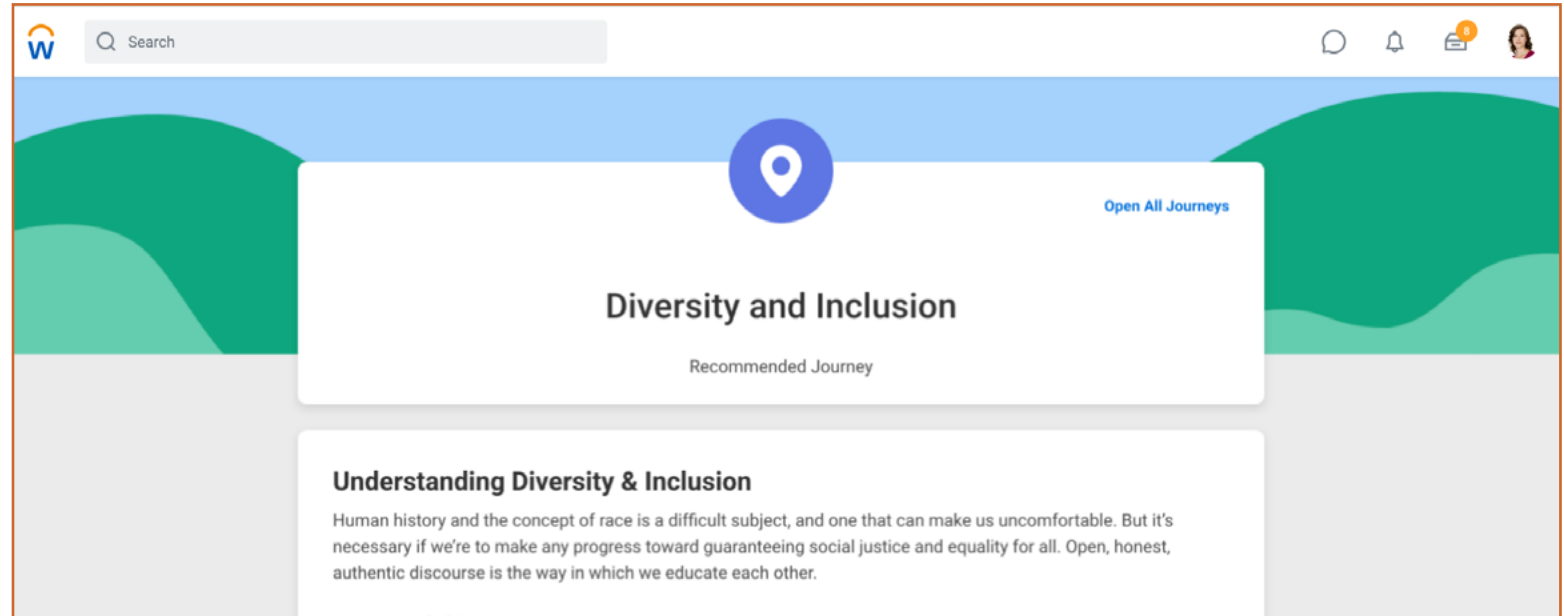 W
Search
8
Open All Journeys
Diversity and Inclusion
Recommended Journey
Understanding Diversity & Inclusion
Human history and the concept of race is a difficult subject, and one that can make us uncomfortable. But it's
necessary if we're to make any progress toward guaranteeing social justice and equality for all. Open, honest,
authentic discourse is the way in which we educate each other.